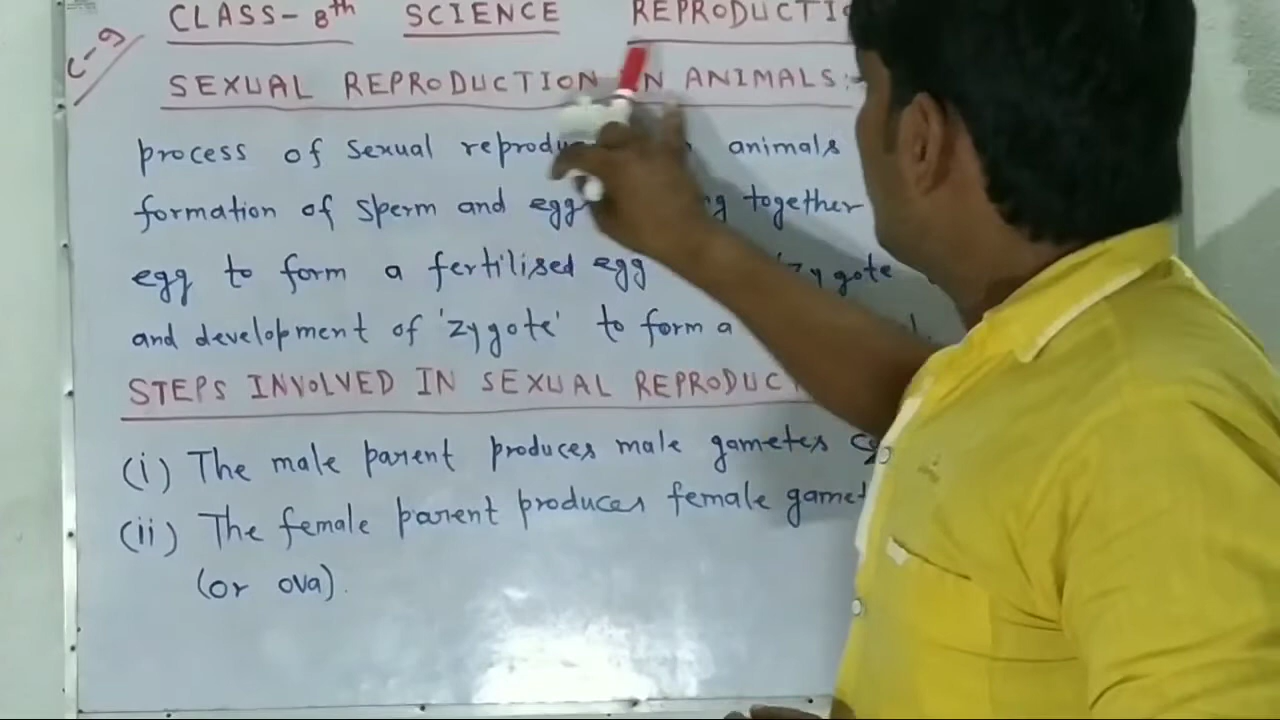 C-9
CLASS- 8th SCIENCE REPRODUCTI
SEXUAL REPRODUCTION IN ANIMALS:-
process of sexual reprodu animals
formation of sperm and egg together
egg to form a fertilised egg 'zygote
and development of 'zygote' to form a
STEPS INVOLVED IN SEXUAL REPRODUCT
(i) The male parent produces male gametes
(ii) The female parent produces female gamet
(or ova).